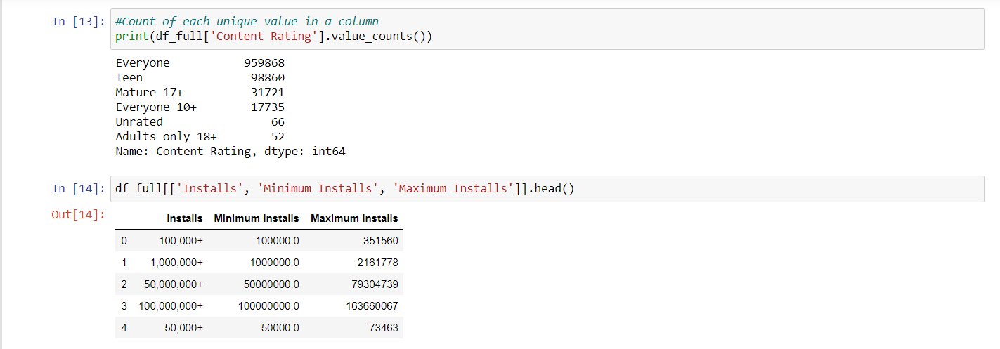 In [13]: #Count of each unique value in a column
print(df_full['Content Rating'].value_counts())
Everyone 959868
Teen 98860
Mature 17+ 31721
Everyone 10+ 17735
Unrated 66
Adults only 18+ 52
Name: Content Rating, dtype: int64
In [14]: df_full[['Installs', 'Minimum Installs', 'Maximum Installs']].head()
Out[14]:
Installs Minimum Installs Maximum Installs
0 100,000+ 100000.0 351560
1 1,000,000+ 1000000.0 2161778
2 50,000,000+ 50000000.0 79304739
3 100,000,000+ 100000000.0 163660067
4 50,000+ 50000.0 73463